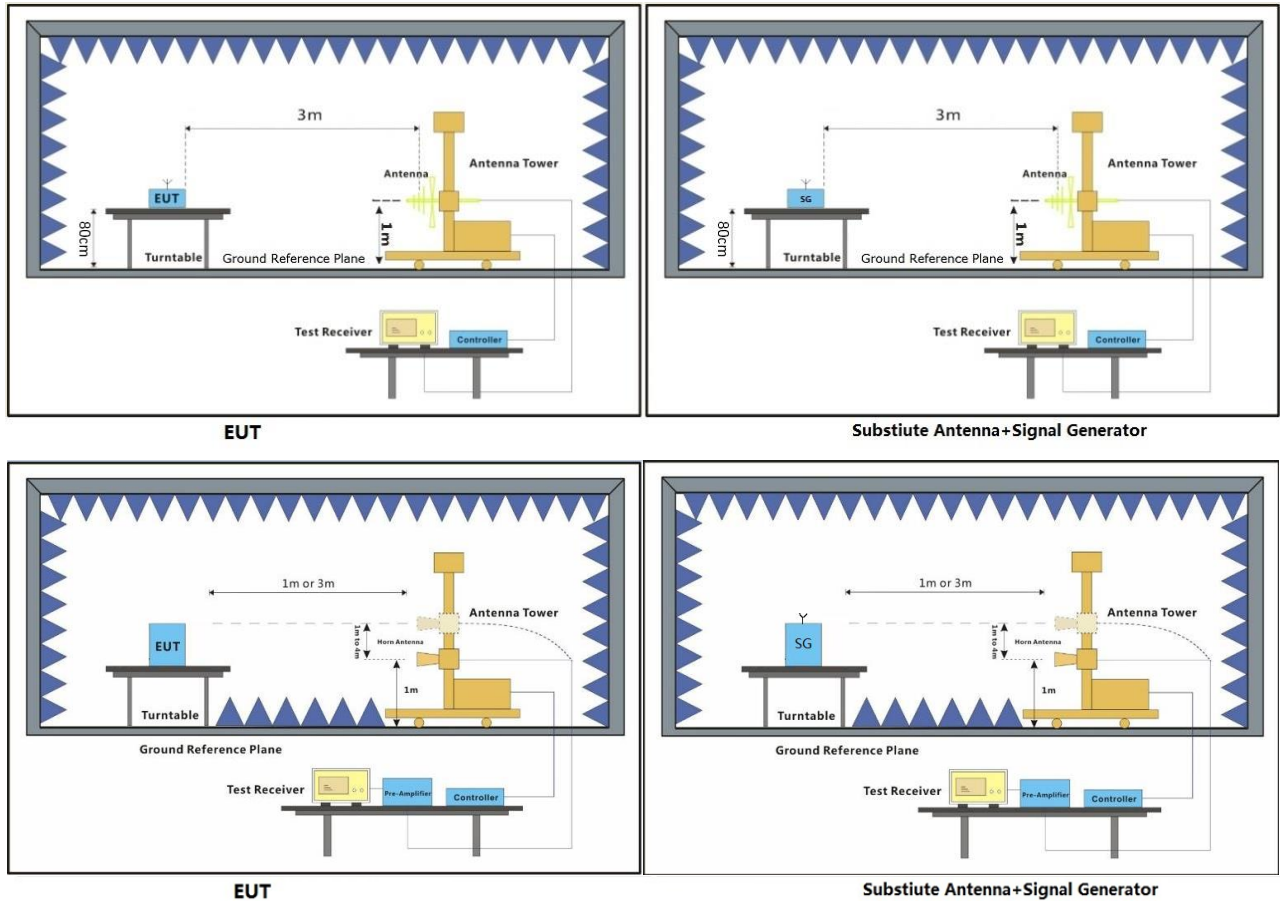 3m
Antenna Tower
Antenna
EUT
80cm
1m
Turntable
Ground Reference Plane
Test Receiver
Controller
EUT
3m
Antenna Tower
Antenna
SG
80cm
1m
Turntable
Ground Reference Plane
Test Receiver
Controller
Substiute Antenna+Signal Generator
1m or 3m
Antenna Tower
1m to 4m
Horn Antenna
EUT
1m
Turntable
Ground Reference Plane
Test Receiver
Pre-Amplifier
Controller
EUT
1m or 3m
Antenna Tower
1m to 4m
Horn Antenna
SG
1m
Turntable
Ground Reference Plane
Test Receiver
Pre-Amplifier
Controller
Substiute Antenna+Signal Generator